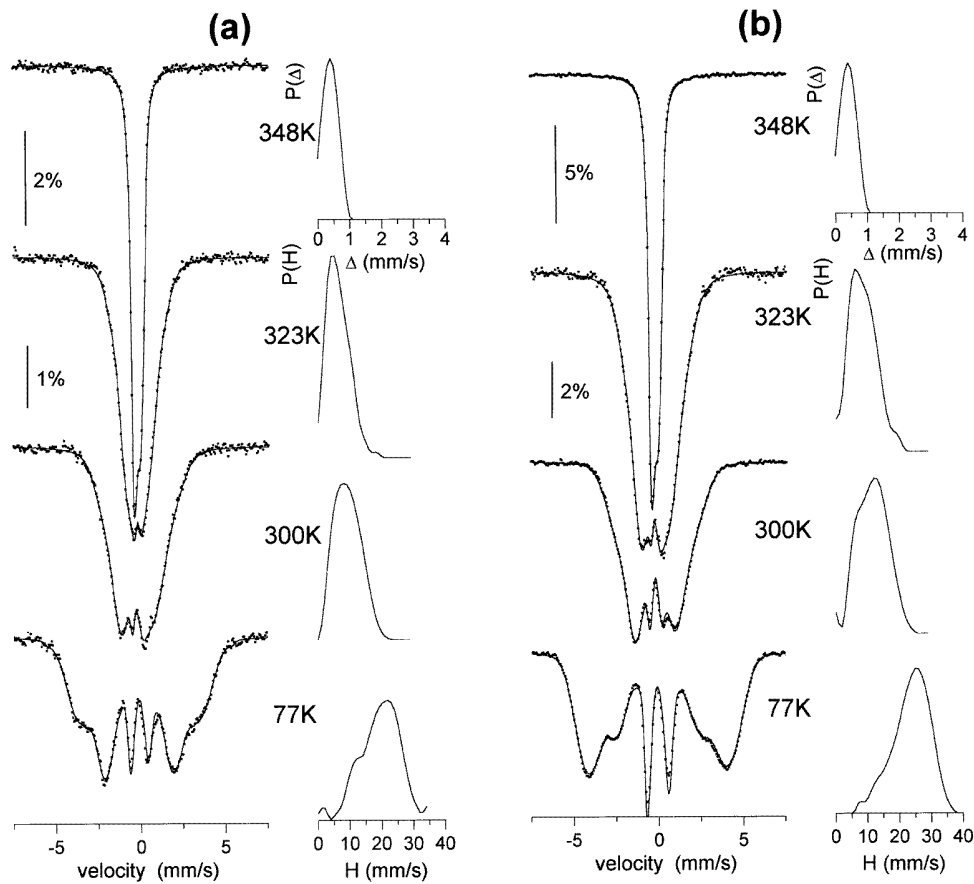 (a)
(b)
P(Δ)
348K
2%
0 1 2 3 4
Δ (mm/s)
P(H)
323K
1%
300K
77K
-5 0 5
velocity (mm/s)
0 10 20 30 40
H (mm/s)
P(Δ)
348K
5%
0 1 2 3 4
Δ (mm/s)
P(H)
323K
2%
300K
77K
-5 0 5
velocity (mm/s)
0 10 20 30 40
H (mm/s)